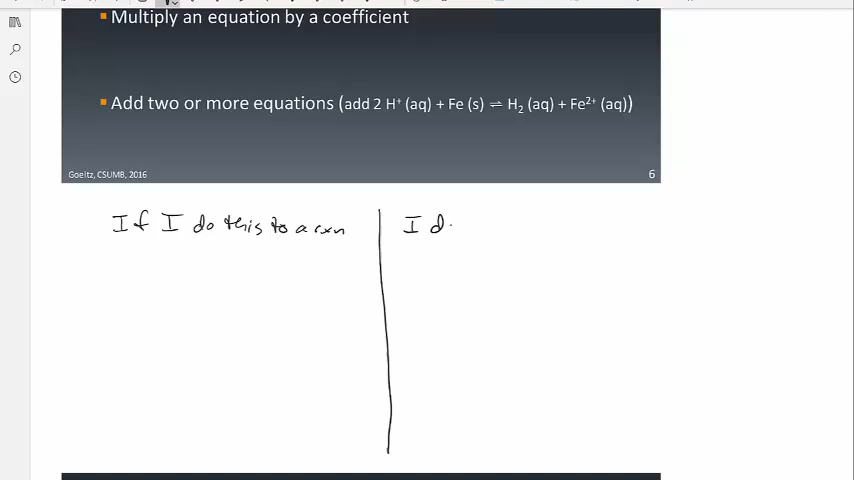 ▪ Multiply an equation by a coefficient
▪ Add two or more equations (add 2 H⁺ (aq) + Fe (s) ⇌ H₂ (aq) + Fe²⁺ (aq))
Goeltz, CSUMB, 2016
6
If I do this to a rxn
I d